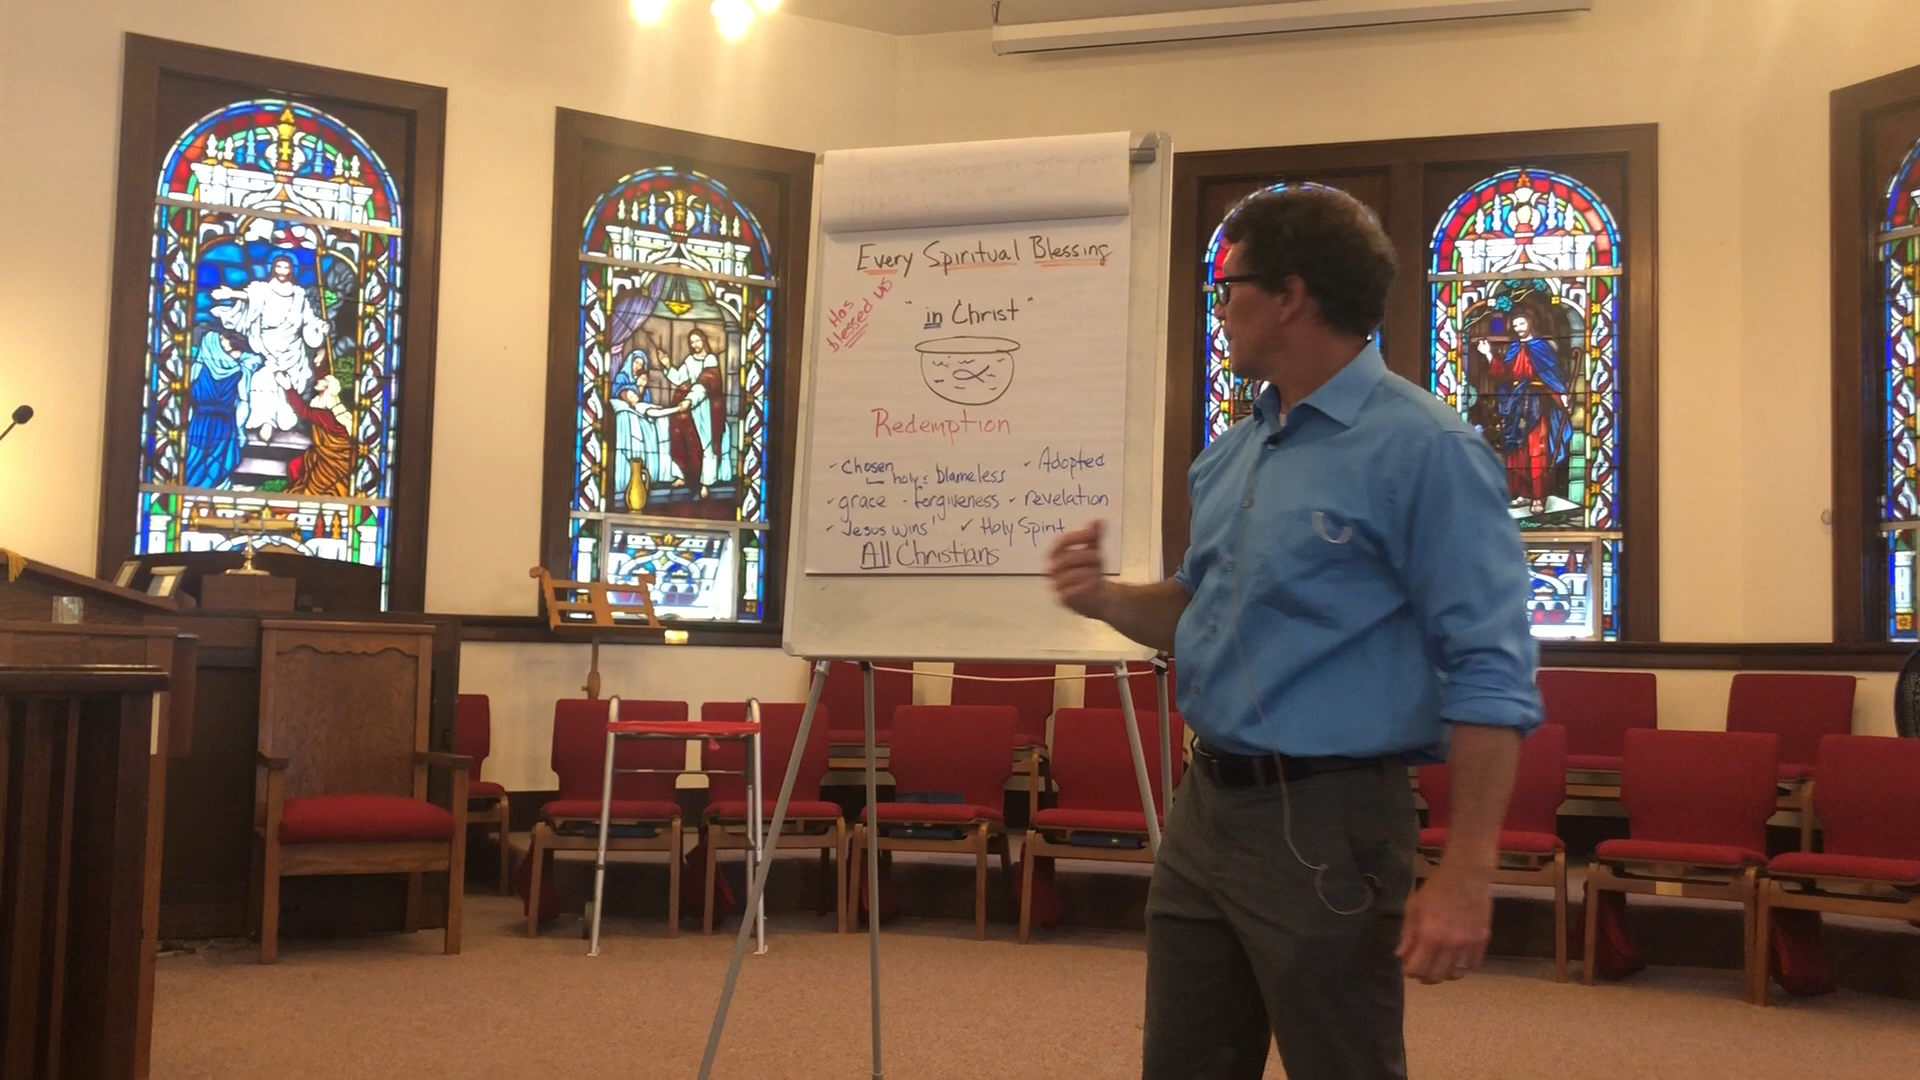 Every Spiritual Blessing
Has
blessed us
"in Christ"
Redemption
- Chosen
holy & blameless
- Adopted
- grace - forgiveness - revelation
- Jesus wins! ✓ Holy Spirit
All Christians